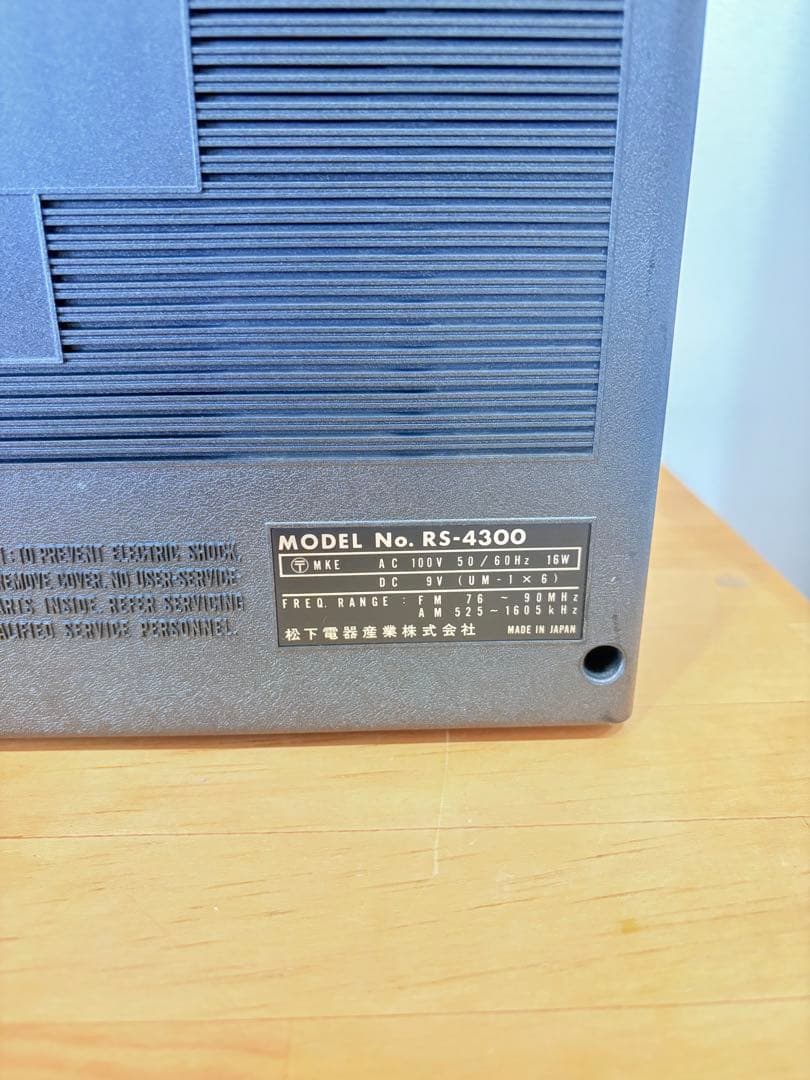 TO PREVENT ELECTRIC SHOCK,
REMOVE COVER. NO USER-SERVICE-
PARTS INSIDE. REFER SERVICING
QUALIFIED SERVICE PERSONNEL.
MODEL No. RS-4300
〒 MKE AC 100V 50/60Hz 16W
DC 9V (UM-1×6)
FREQ. RANGE : FM 76 ~ 90MHz
AM 525~1605kHz
松下電器産業株式会社 MADE IN JAPAN